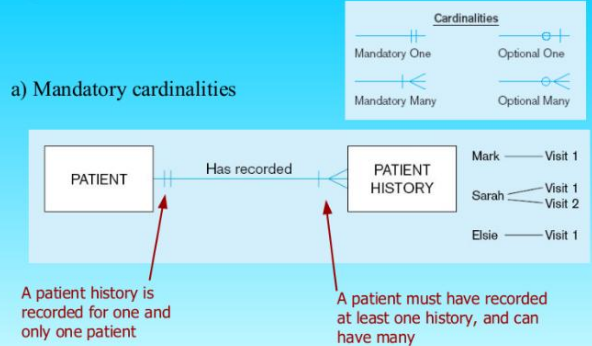 Cardinalities
Mandatory One
Optional One
Mandatory Many
Optional Many
a) Mandatory cardinalities
PATIENT
Has recorded
PATIENT
HISTORY
Mark
Visit 1
Sarah
Visit 1
Visit 2
Elsie
Visit 1
A patient history is
recorded for one and
only one patient
A patient must have recorded
at least one history, and can
have many